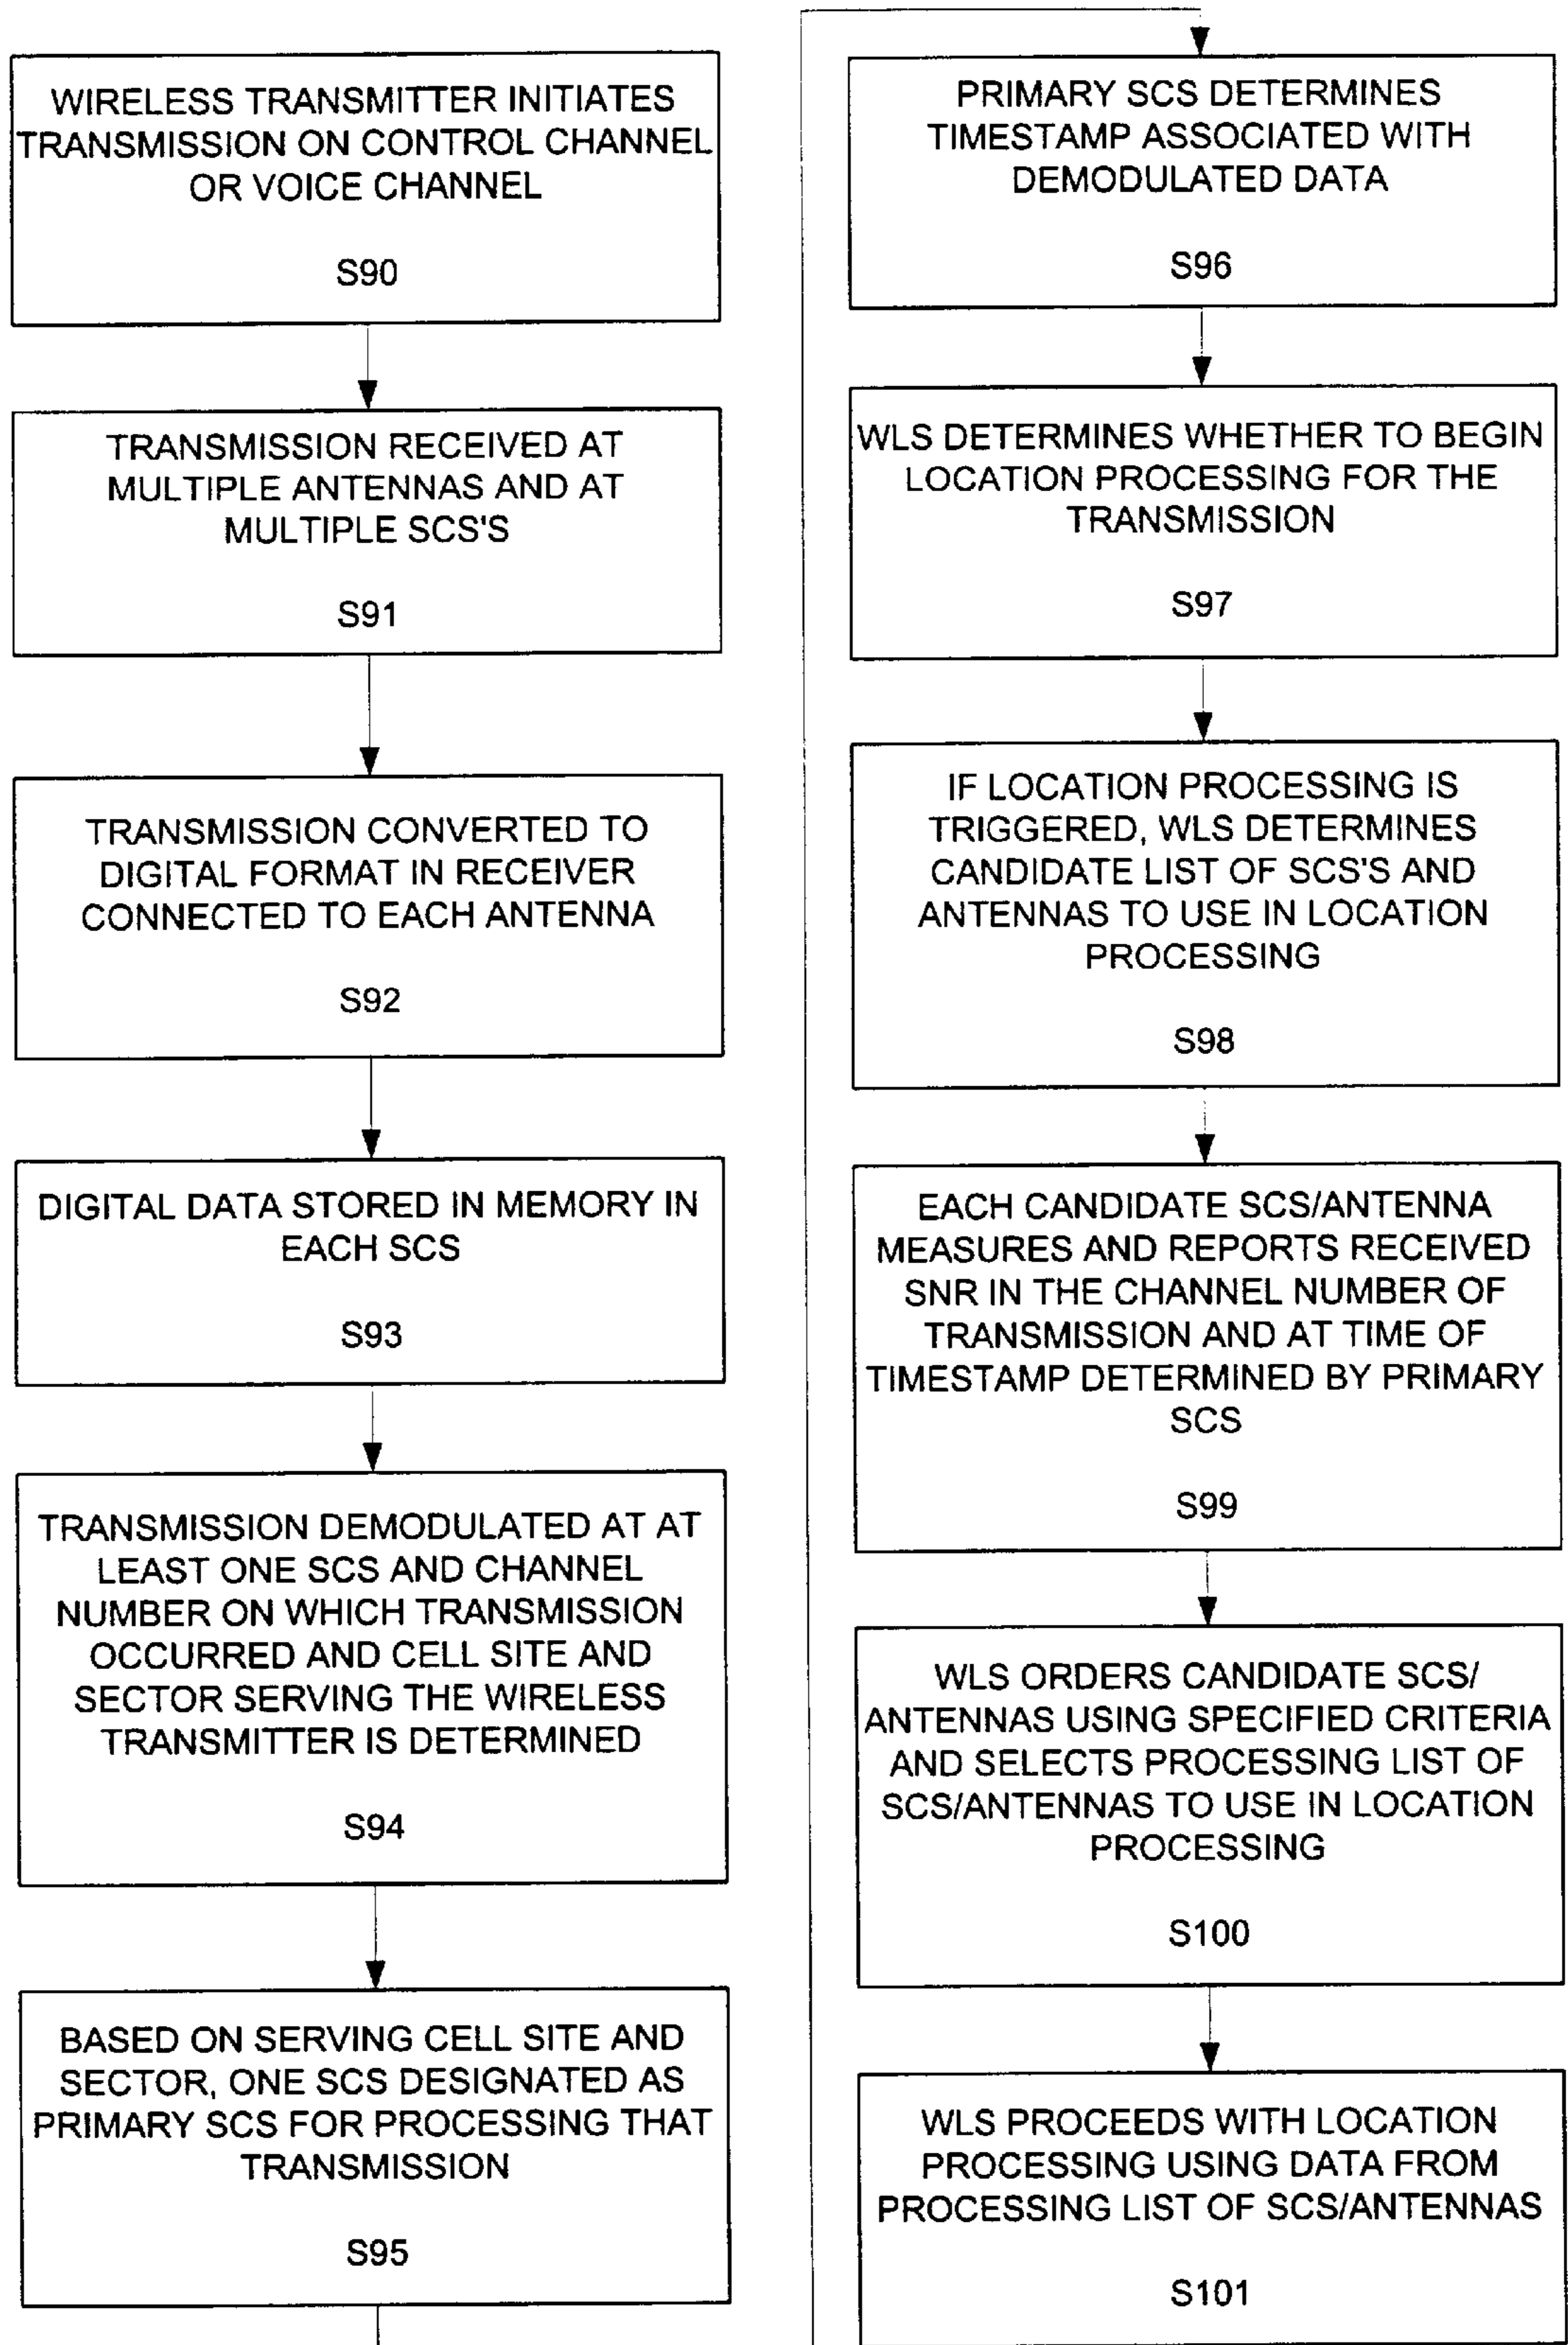 WIRELESS TRANSMITTER INITIATES
TRANSMISSION ON CONTROL CHANNEL
OR VOICE CHANNEL
S90
TRANSMISSION RECEIVED AT
MULTIPLE ANTENNAS AND AT
MULTIPLE SCS'S
S91
TRANSMISSION CONVERTED TO
DIGITAL FORMAT IN RECEIVER
CONNECTED TO EACH ANTENNA
S92
DIGITAL DATA STORED IN MEMORY IN
EACH SCS
S93
TRANSMISSION DEMODULATED AT AT
LEAST ONE SCS AND CHANNEL
NUMBER ON WHICH TRANSMISSION
OCCURRED AND CELL SITE AND
SECTOR SERVING THE WIRELESS
TRANSMITTER IS DETERMINED
S94
BASED ON SERVING CELL SITE AND
SECTOR, ONE SCS DESIGNATED AS
PRIMARY SCS FOR PROCESSING THAT
TRANSMISSION
S95
PRIMARY SCS DETERMINES
TIMESTAMP ASSOCIATED WITH
DEMODULATED DATA
S96
WLS DETERMINES WHETHER TO BEGIN
LOCATION PROCESSING FOR THE
TRANSMISSION
S97
IF LOCATION PROCESSING IS
TRIGGERED, WLS DETERMINES
CANDIDATE LIST OF SCS'S AND
ANTENNAS TO USE IN LOCATION
PROCESSING
S98
EACH CANDIDATE SCS/ANTENNA
MEASURES AND REPORTS RECEIVED
SNR IN THE CHANNEL NUMBER OF
TRANSMISSION AND AT TIME OF
TIMESTAMP DETERMINED BY PRIMARY
SCS
S99
WLS ORDERS CANDIDATE SCS/
ANTENNAS USING SPECIFIED CRITERIA
AND SELECTS PROCESSING LIST OF
SCS/ANTENNAS TO USE IN LOCATION
PROCESSING
S100
WLS PROCEEDS WITH LOCATION
PROCESSING USING DATA FROM
PROCESSING LIST OF SCS/ANTENNAS
S101